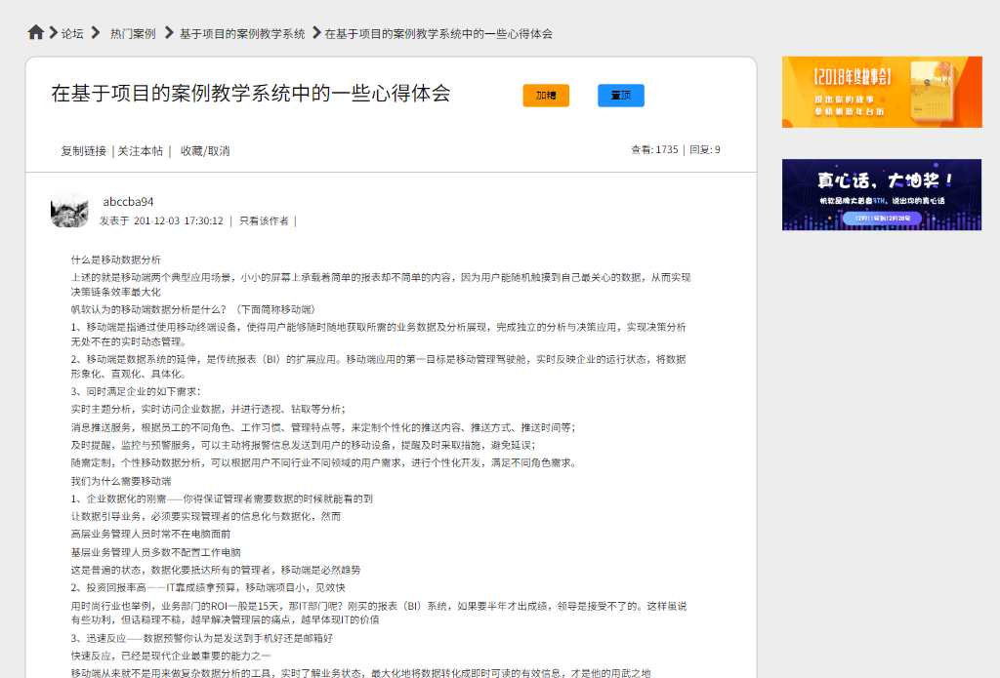 论坛 热门案例 基于项目的案例教学系统 在基于项目的案例教学系统中的一些心得体会
在基于项目的案例教学系统中的一些心得体会
加精 置顶
复制链接 | 关注本帖 | 收藏/取消
查看: 1735 | 回复: 9
abccba94
发表于 201-12-03 17:30:12 | 只看该作者 |
什么是移动数据分析
上述的就是移动端两个典型应用场景，小小的屏幕上承载着简单的报表却不简单的内容，因为用户能随机触摸到自己最关心的数据，从而实现
决策链条效率最大化
帆软认为的移动端数据分析是什么？（下面简称移动端）
1、移动端是指通过使用移动终端设备，使得用户能够随时随地获取所需的业务数据及分析展现，完成独立的分析与决策应用，实现决策分析
无处不在的实时动态管理。
2、移动端是数据系统的延伸，是传统报表（BI）的扩展应用。移动端应用的第一目标是移动管理驾驶舱，实时反映企业的运行状态，将数据
形象化、直观化、具体化。
3、同时满足企业的如下需求：
实时主题分析，实时访问企业数据，并进行透视、钻取等分析；
消息推送服务，根据员工的不同角色、工作习惯、管理特点等，来定制个性化的推送内容、推送方式、推送时间等；
及时提醒，监控与预警服务，可以主动将报警信息发送到用户的移动设备，提醒及时采取措施，避免延误；
随需定制，个性移动数据分析，可以根据用户不同行业不同领域的用户需求，进行个性化开发，满足不同角色需求。
我们为什么需要移动端
1、企业数据化的刚需——你得保证管理者需要数据的时候就能看的到
让数据引导业务，必须要实现管理者的信息化与数据化，然而
高层业务管理人员时常不在电脑面前
基层业务管理人员多数不配置工作电脑
这是普遍的状态，数据化要抵达所有的管理者，移动端是必然趋势
2、投资回报率高——IT靠成绩拿预算，移动端项目小，见效快
用时尚行业也举例，业务部门的ROI一般是15天，那IT部门呢？刚买的报表（BI）系统，如果要半年才出成绩，领导是接受不了的。这样虽说
有些功利，但话糙理不糙，越早解决管理层的痛点，越早体现IT的价值
3、迅速反应——数据预警你认为是发送到手机好还是邮箱好
快速反应，已经是现代企业最重要的能力之一
移动端从来就不是用来做复杂数据分析的工具，实时了解业务状态，最大化地将数据转化成即时可读的有效信息，才是他的用武之地
【2018年终故事会】
说出你的故事
拿帆软新年台历
真心话，大抽奖！
帆软品牌大首查9TH，说出你的真心话
12月11号到12月28号